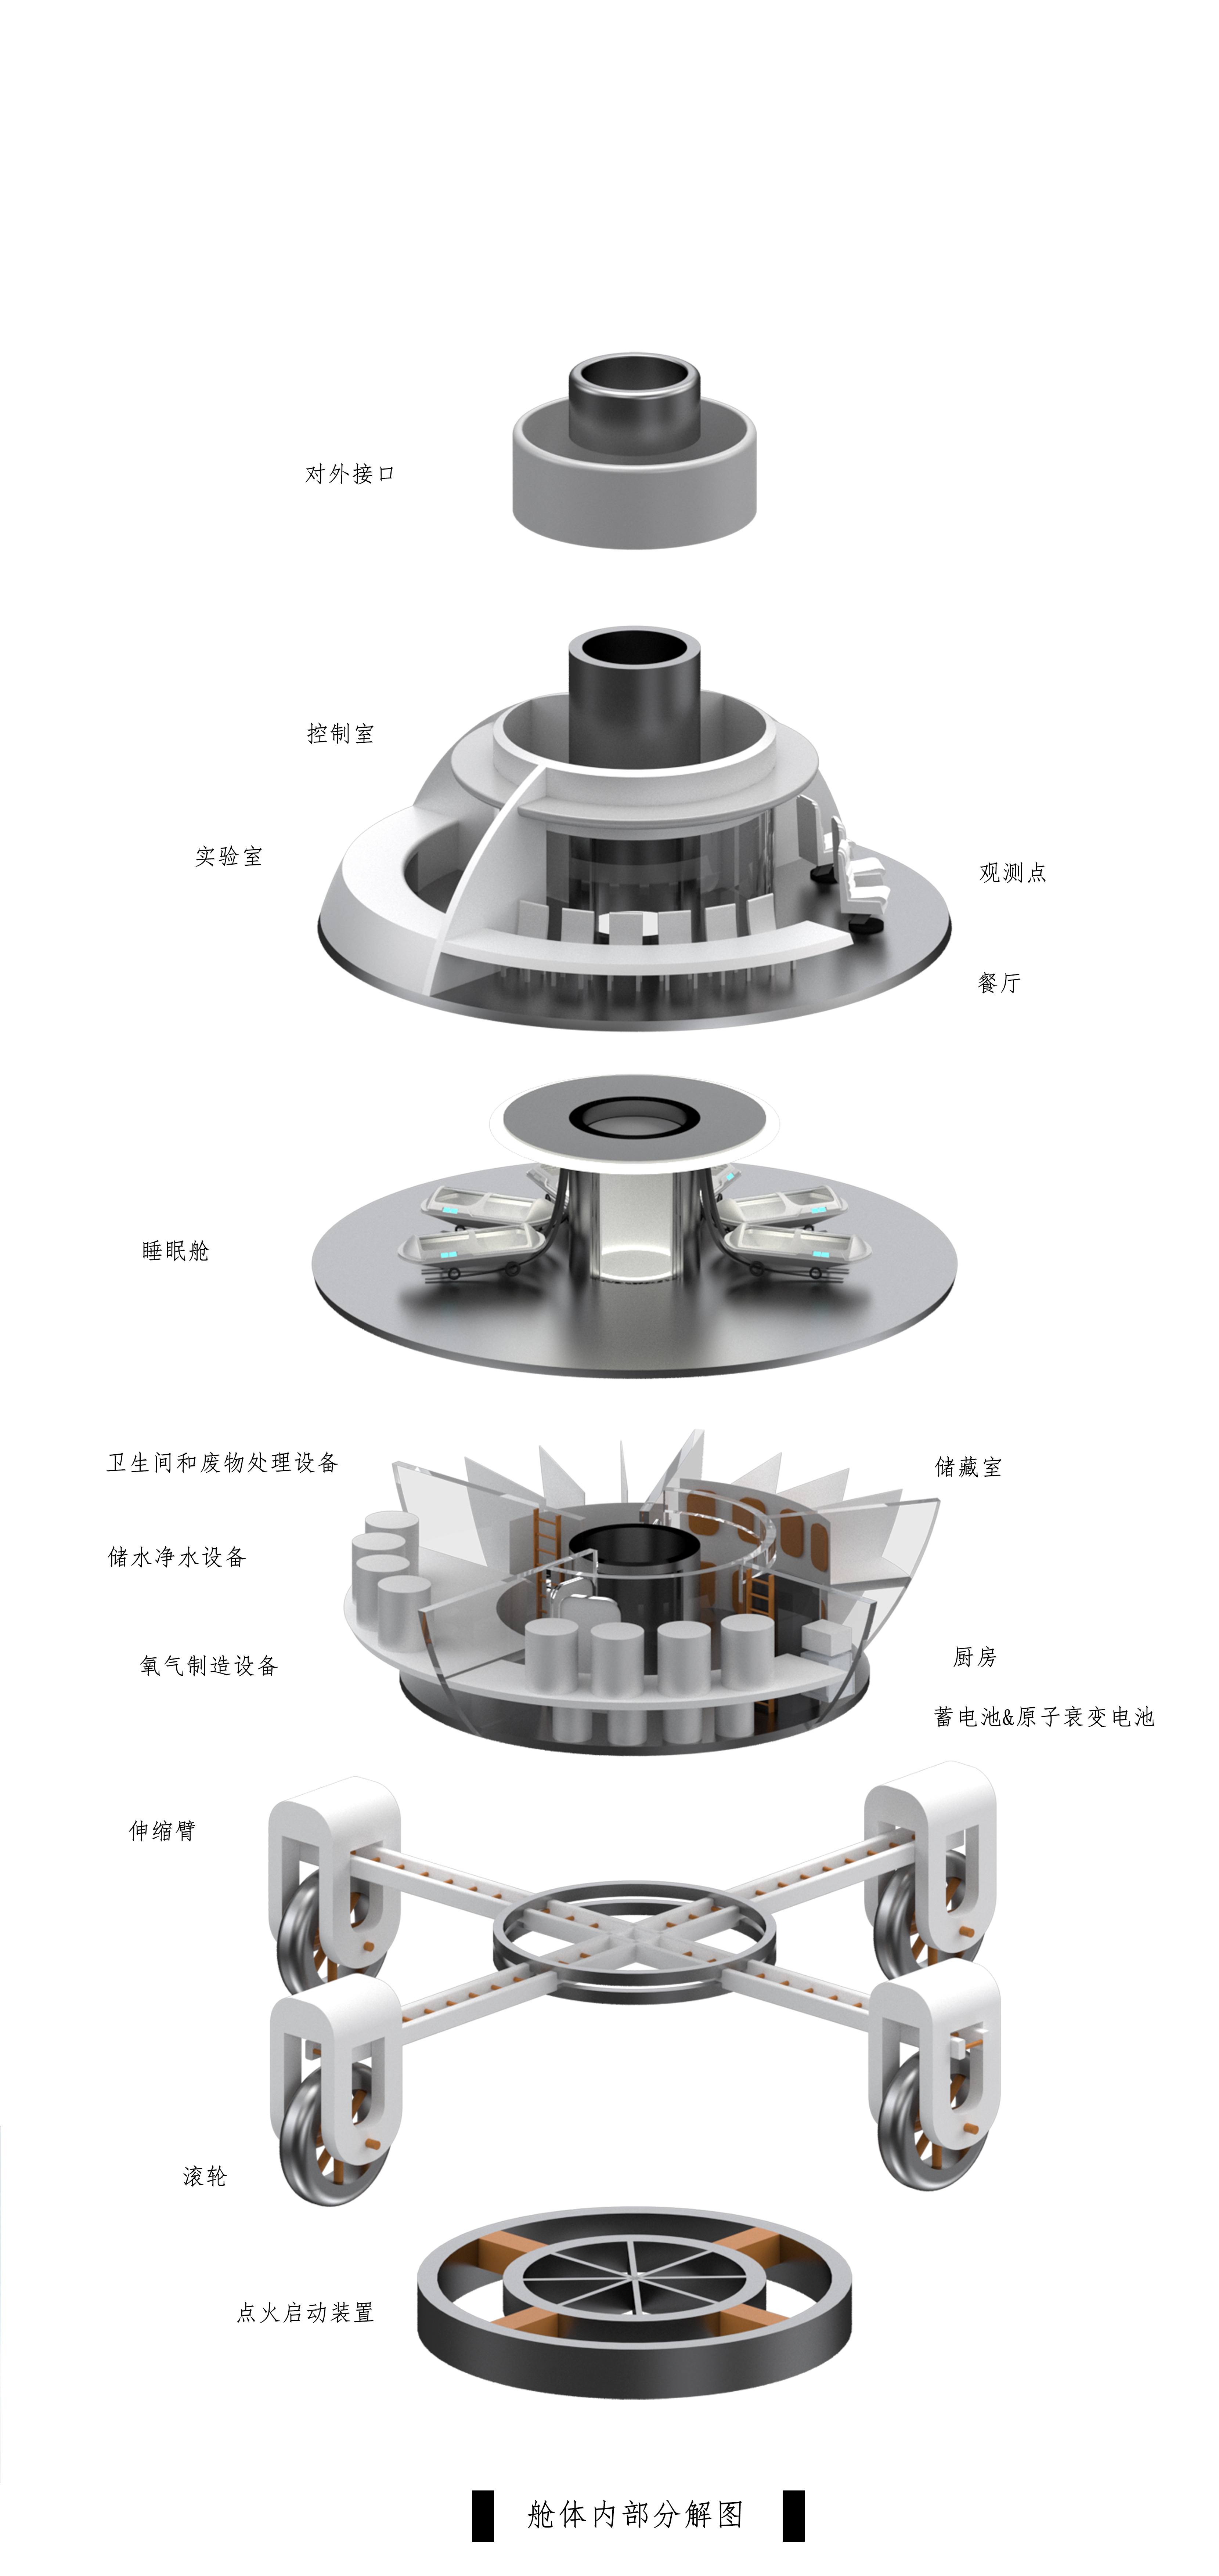 对外接口
控制室
实验室
观测点
餐厅
睡眠舱
卫生间和废物处理设备
储藏室
储水净水设备
氧气制造设备
厨房
蓄电池&原子衰变电池
伸缩臂
滚轮
点火启动装置
舱体内部分解图